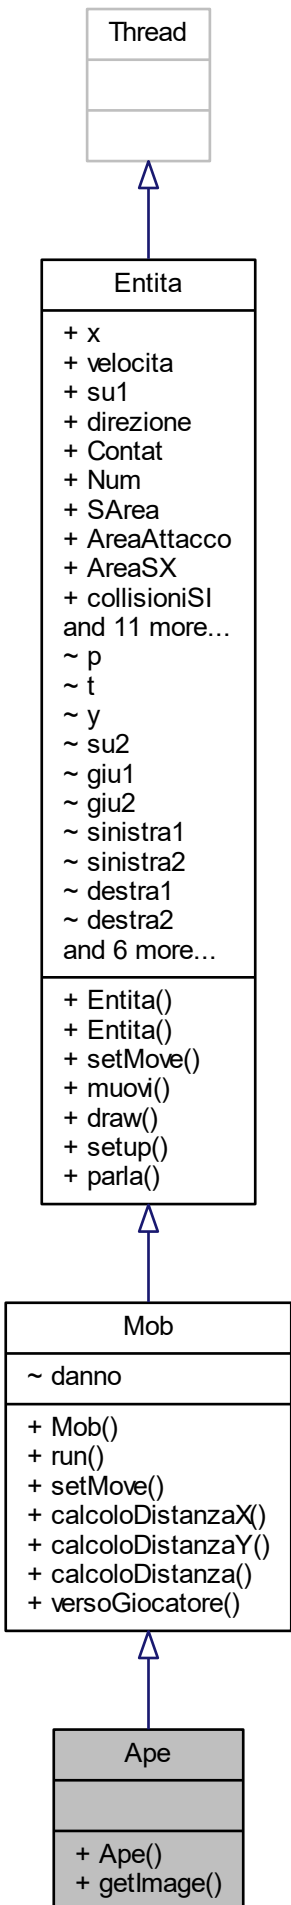 Thread
Entita
+ x
+ velocita
+ su1
+ direzione
+ Contat
+ Num
+ SArea
+ AreaAttacco
+ AreaSX
+ collisioniSI
and 11 more...
~ p
~ t
~ y
~ su2
~ giu1
~ giu2
~ sinistra1
~ sinistra2
~ destra1
~ destra2
and 6 more...
+ Entita()
+ Entita()
+ setMove()
+ muovi()
+ draw()
+ setup()
+ parla()
Mob
~ danno
+ Mob()
+ run()
+ setMove()
+ calcoloDistanzaX()
+ calcoloDistanzaY()
+ calcoloDistanza()
+ versoGiocatore()
Ape
+ Ape()
+ getImage()